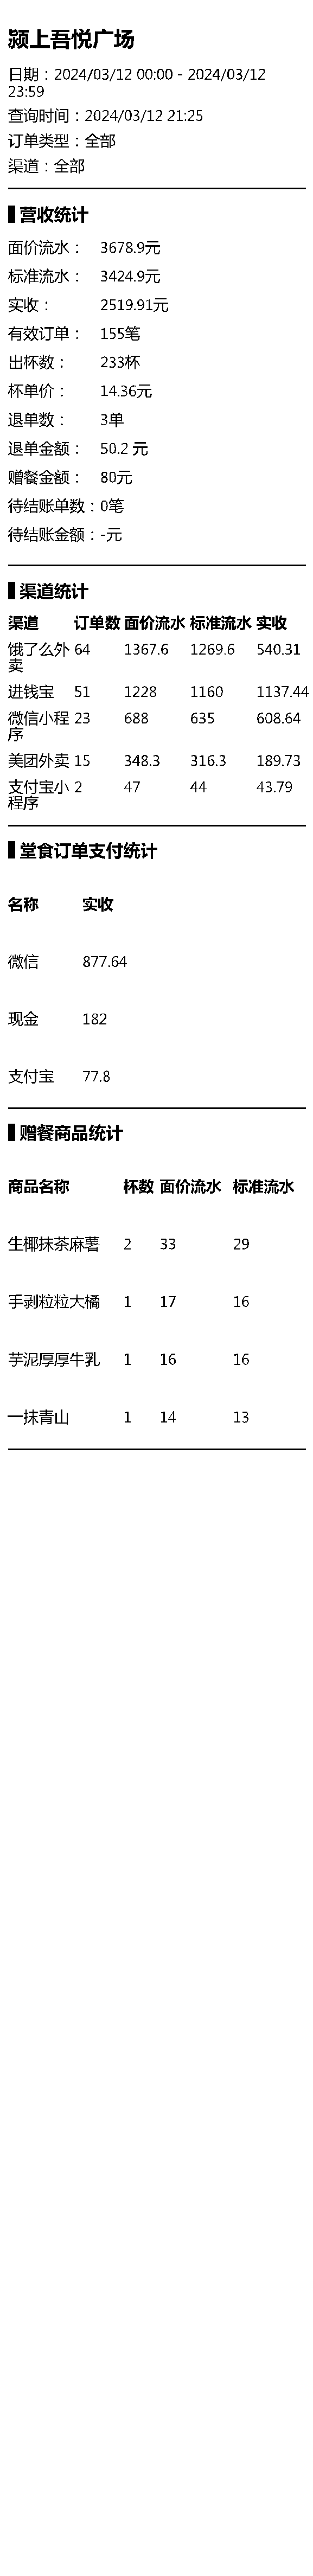 颍上吾悦广场
日期：2024/03/12 00:00 - 2024/03/12
23:59
查询时间：2024/03/12 21:25
订单类型：全部
渠道：全部
营收统计
面价流水： 3678.9元
标准流水： 3424.9元
实收： 2519.91元
有效订单： 155笔
出杯数： 233杯
杯单价： 14.36元
退单数： 3单
退单金额： 50.2 元
赠餐金额： 80元
待结账单数：0笔
待结账金额：-元
渠道统计
渠道 订单数 面价流水 标准流水 实收
饿了么外 64 1367.6 1269.6 540.31
卖
进钱宝 51 1228 1160 1137.44
微信小程 23 688 635 608.64
序
美团外卖 15 348.3 316.3 189.73
支付宝小 2 47 44 43.79
程序
堂食订单支付统计
名称 实收
微信 877.64
现金 182
支付宝 77.8
赠餐商品统计
商品名称 杯数 面价流水 标准流水
生椰抹茶麻薯 2 33 29
手剥粒粒大橘 1 17 16
芋泥厚厚牛乳 1 16 16
一抹青山 1 14 13